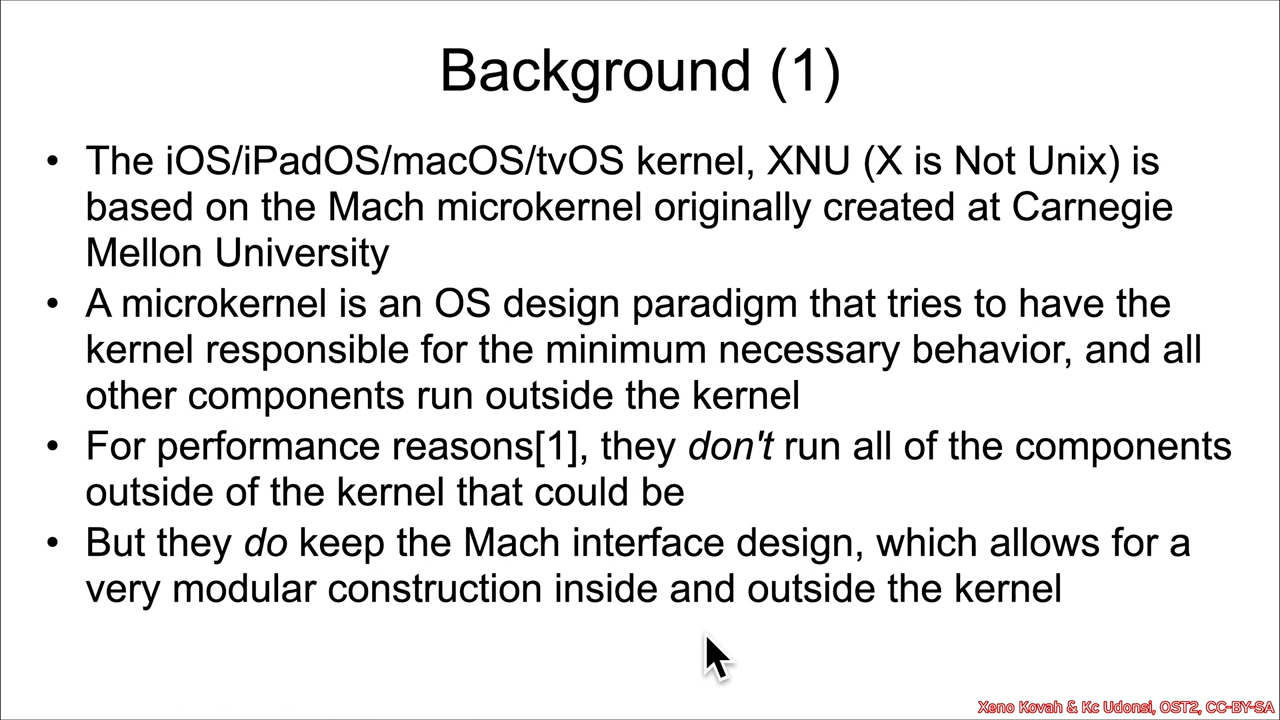 Background (1)
• The iOS/iPadOS/macOS/tvOS kernel, XNU (X is Not Unix) is
based on the Mach microkernel originally created at Carnegie
Mellon University
• A microkernel is an OS design paradigm that tries to have the
kernel responsible for the minimum necessary behavior, and all
other components run outside the kernel
• For performance reasons[1], they don't run all of the components
outside of the kernel that could be
• But they do keep the Mach interface design, which allows for a
very modular construction inside and outside the kernel
Xeno Kovah & Kc Udonsi, OST2, CC-BY-SA